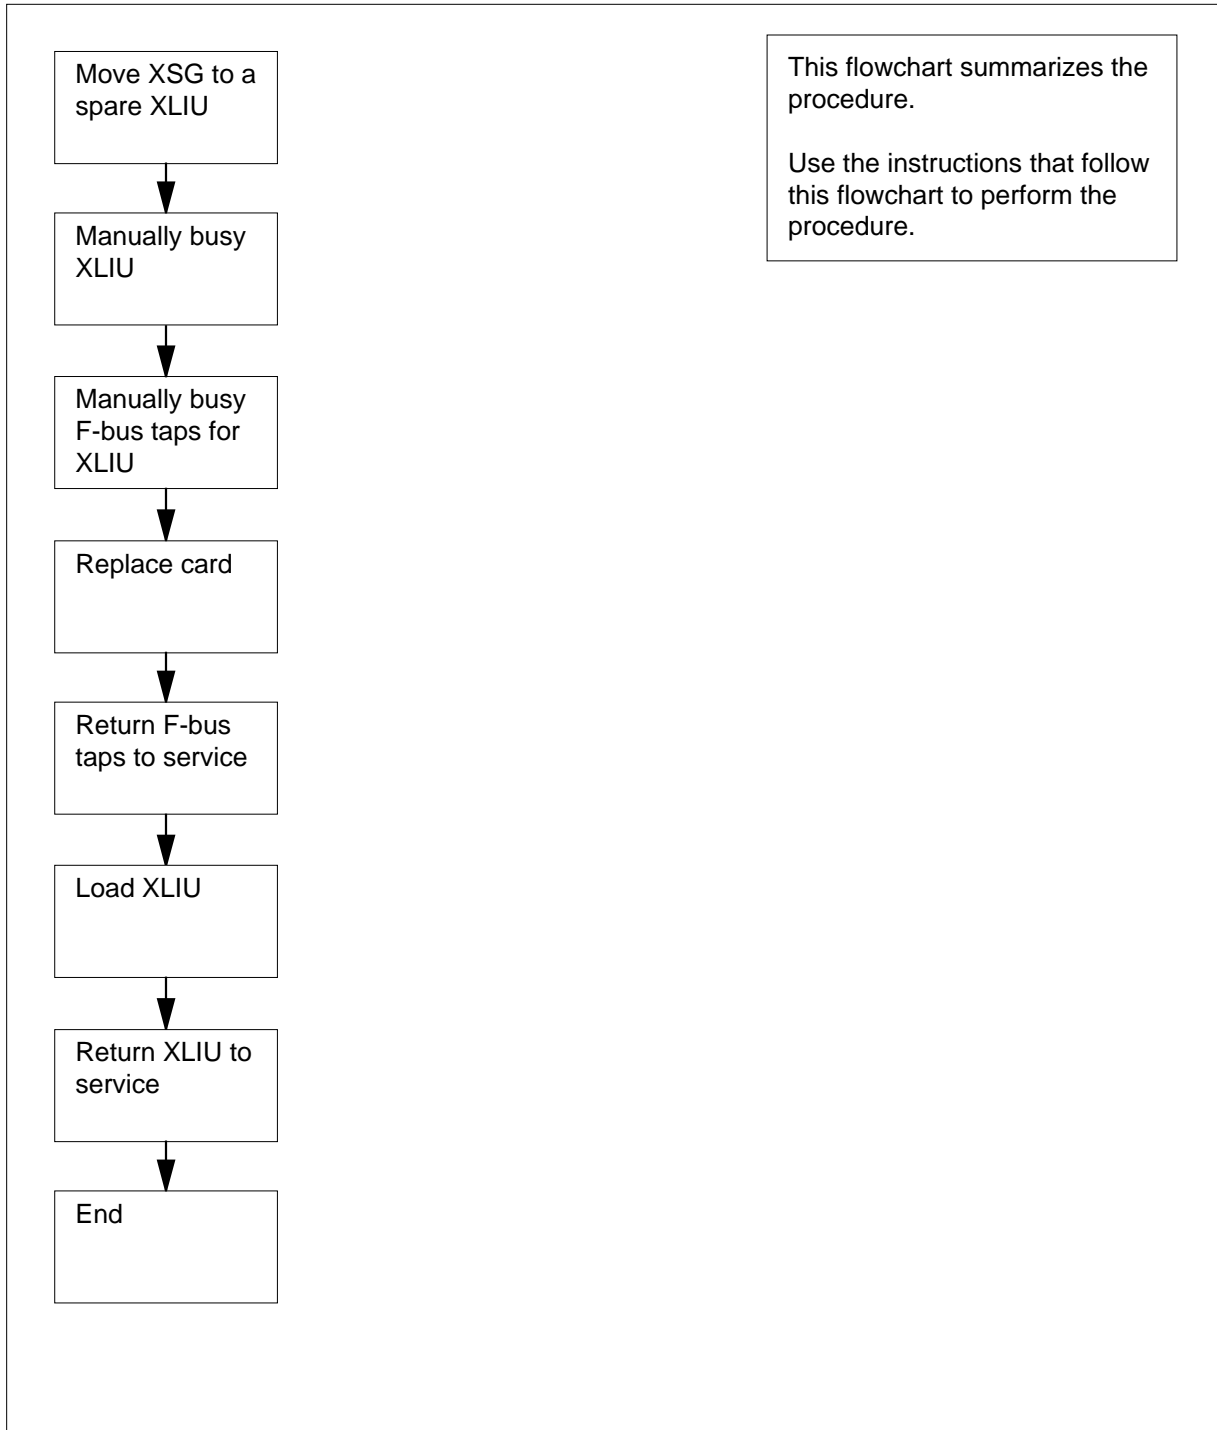 Move XSG to a
spare XLIU
Manually busy
XLIU
Manually busy
F-bus taps for
XLIU
Replace card
Return F-bus
taps to service
Load XLIU
Return XLIU to
service
End
This flowchart summarizes the
procedure.
Use the instructions that follow
this flowchart to perform the
procedure.